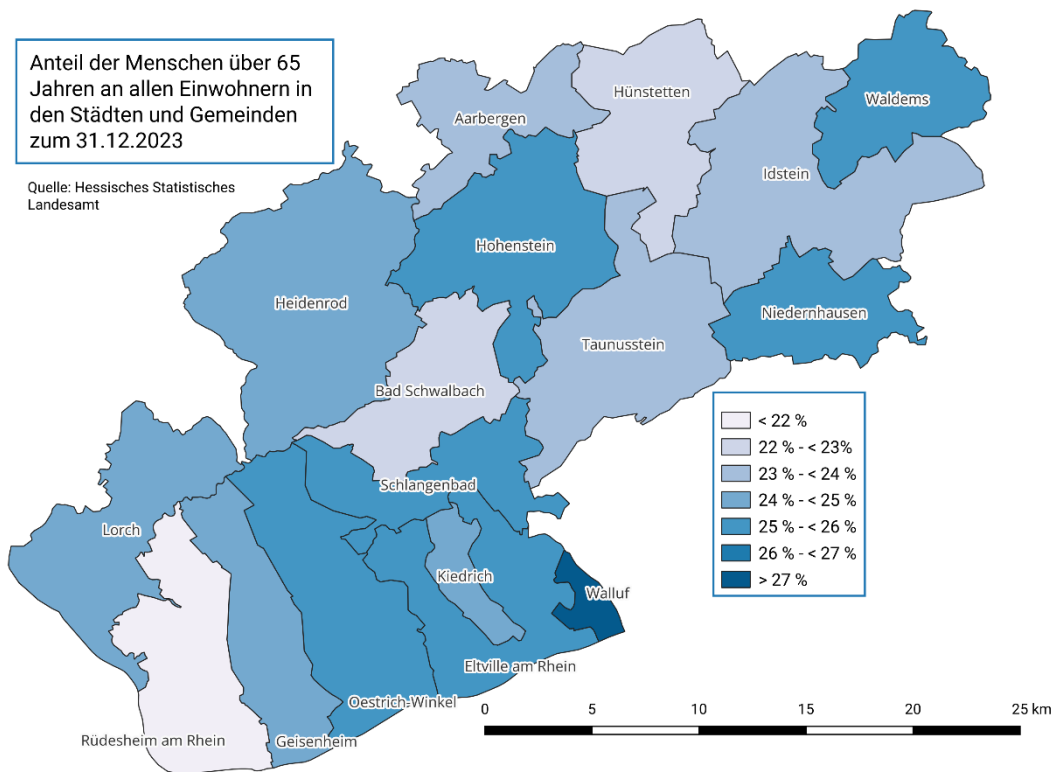 Anteil der Menschen über 65
Jahren an allen Einwohnern in
den Städten und Gemeinden
zum 31.12.2023
Quelle: Hessisches Statistisches
Landesamt
Hünstetten
Waldems
Aarbergen
Idstein
Hohenstein
Heidenrod
Niedernhausen
Taunusstein
Bad Schwalbach
< 22 %
22 % - < 23%
23 % - < 24 %
24 % - < 25 %
25 % - < 26 %
26 % - < 27 %
> 27 %
Schlangenbad
Lorch
Kiedrich
Walluf
Eltville am Rhein
Oestrich-Winkel
Rüdesheim am Rhein
Geisenheim
0 5 10 15 20 25 km